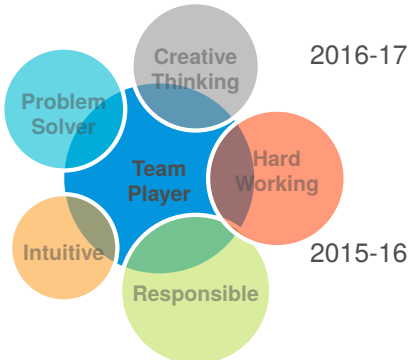 Creative
Thinking
2016-17
Problem
Solver
Team
Player
Hard
Working
Intuitive
2015-16
Responsible